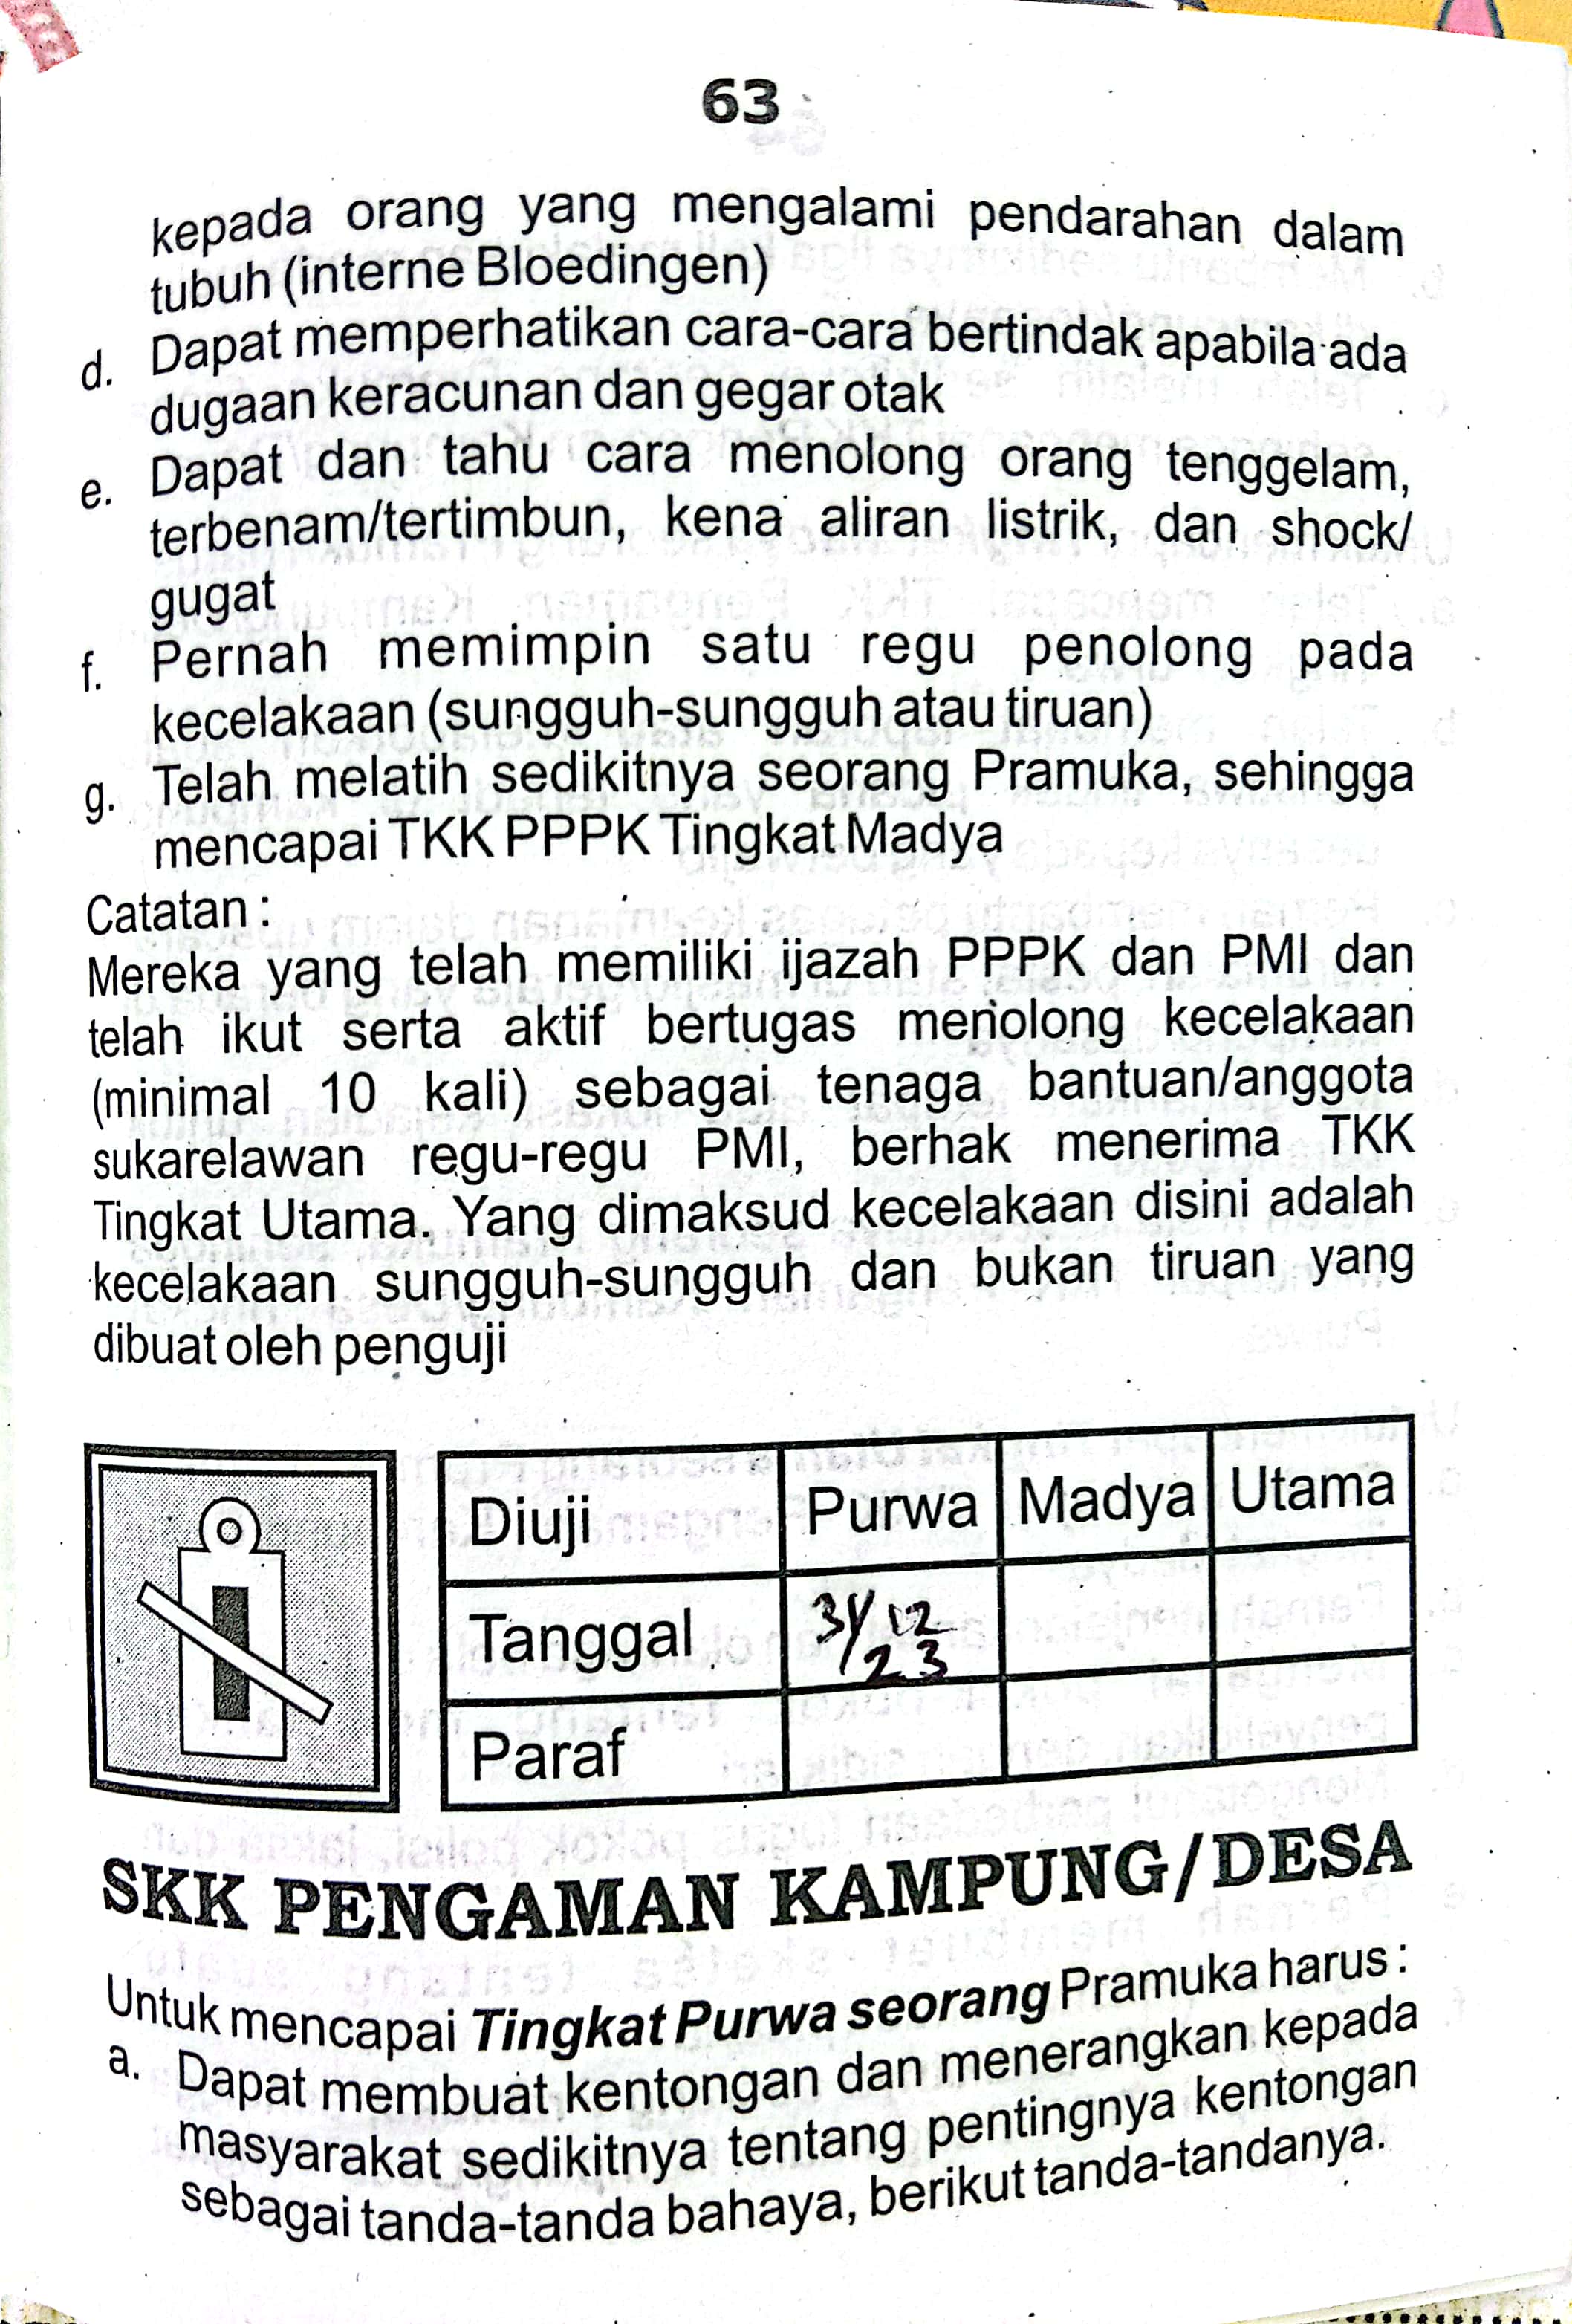 63
kepada orang yang mengalami pendarahan dalam
tubuh (interne Bloedingen)
d. Dapat memperhatikan cara-cara bertindak apabila ada
dugaan keracunan dan gegar otak
e. Dapat dan tahu cara menolong orang tenggelam,
terbenam/tertimbun, kena aliran listrik, dan shock/
gugat
f. Pernah memimpin satu regu penolong pada
kecelakaan (sungguh-sungguh atau tiruan)
g. Telah melatih sedikitnya seorang Pramuka, sehingga
mencapai TKK PPPK Tingkat Madya
Catatan :
Mereka yang telah memiliki ijazah PPPK dan PMI dan
telah ikut serta aktif bertugas menolong kecelakaan
(minimal 10 kali) sebagai tenaga bantuan/anggota
sukarelawan regu-regu PMI, berhak menerima TKK
Tingkat Utama. Yang dimaksud kecelakaan disini adalah
kecelakaan sungguh-sungguh dan bukan tiruan yang
dibuat oleh penguji
Diuji Purwa Madya Utama
Tanggal 31/12
23
Paraf
SKK PENGAMAN KAMPUNG/DESA
Untuk mencapai Tingkat Purwa seorang Pramuka harus :
a. Dapat membuat kentongan dan menerangkan kepada
masyarakat sedikitnya tentang pentingnya kentongan
sebagai tanda-tanda bahaya, berikut tanda-tandanya.